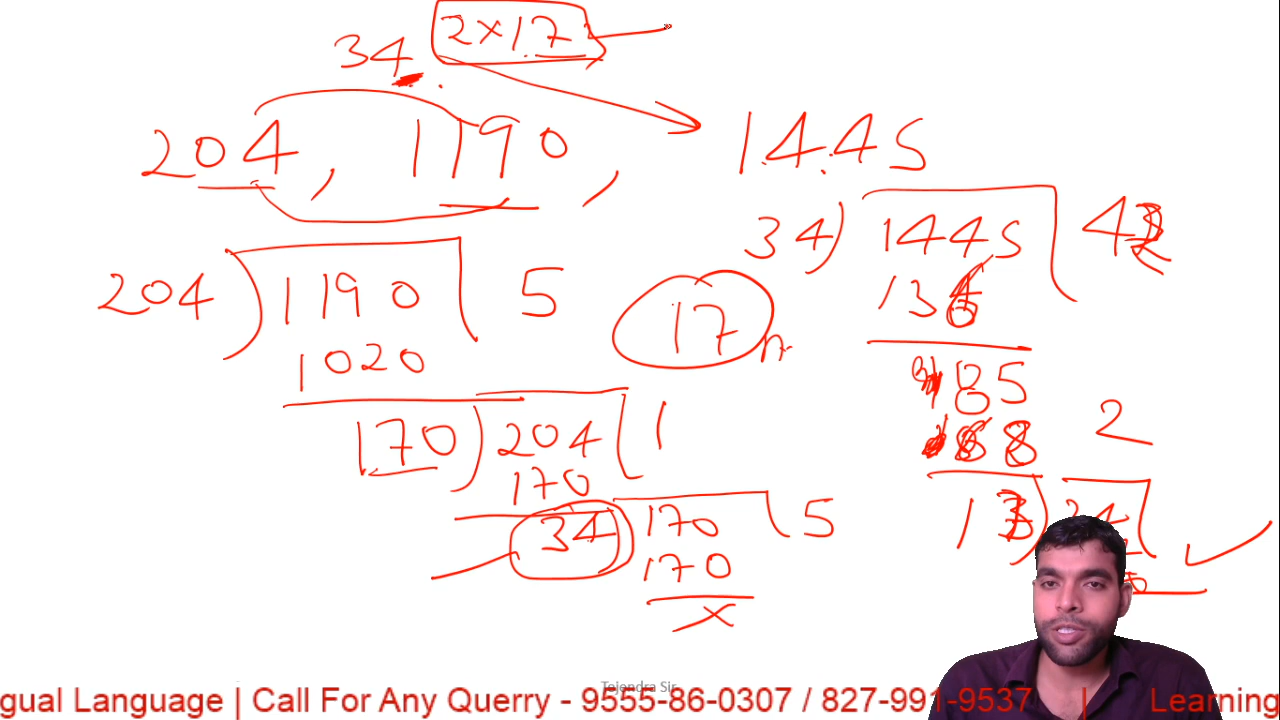 34 2×17
204, 1190, 1445
34) 1445 42
136
204) 1190 5
17
1020
85
170) 204 1
2
170
17)
34) 170 5
170
×
Tejendra Sir
gual Language | Call For Any Querry - 9555-86-0307 / 827-991-9537 | Learning